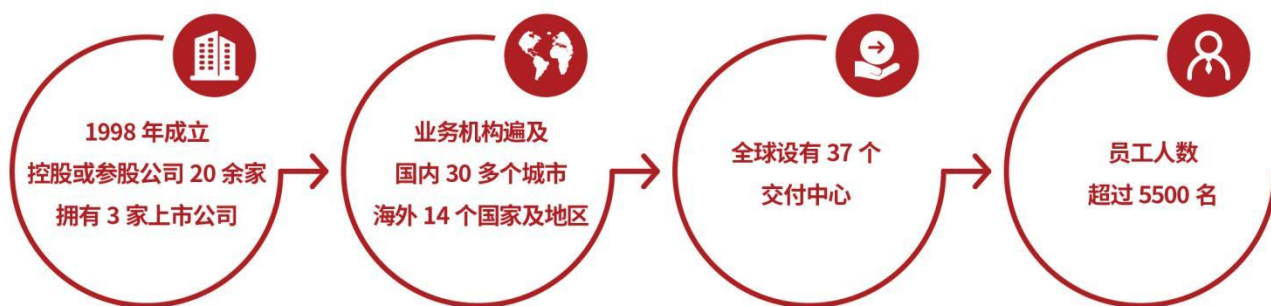 1998 年成立
控股或参股公司 20 余家
拥有 3 家上市公司
业务机构遍及
国内 30 多个城市
海外 14 个国家及地区
全球设有 37 个
交付中心
员工人数
超过 5500 名